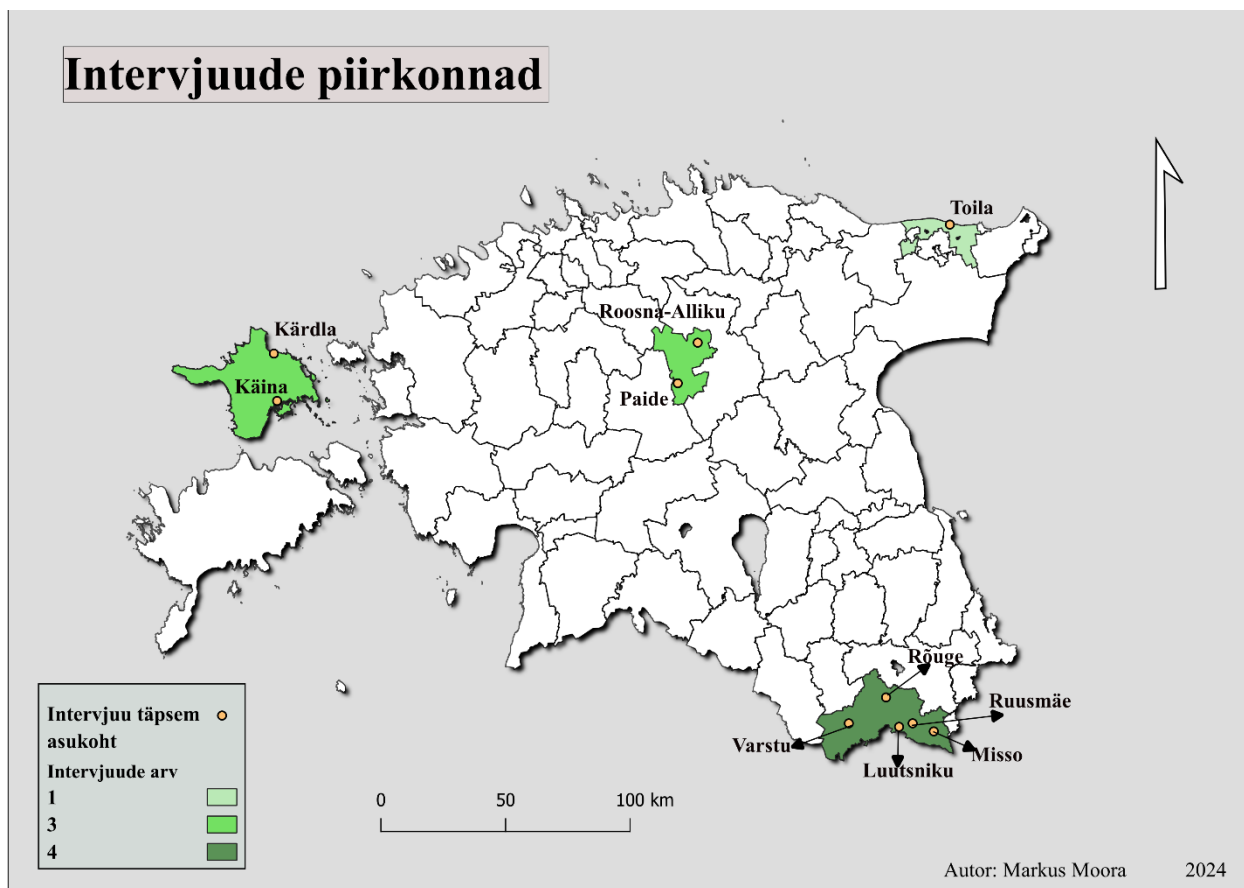 Intervjuude piirkonnad
Toila
Roosna-Alliku
Kärdla
Käina
Paide
Rõuge
Ruusmäe
Varstu
Misso
Luutsniku
Intervjuu täpsem
asukoht
Intervjuude arv
1
3
4
0 50 100 km
Autor: Markus Moora 2024